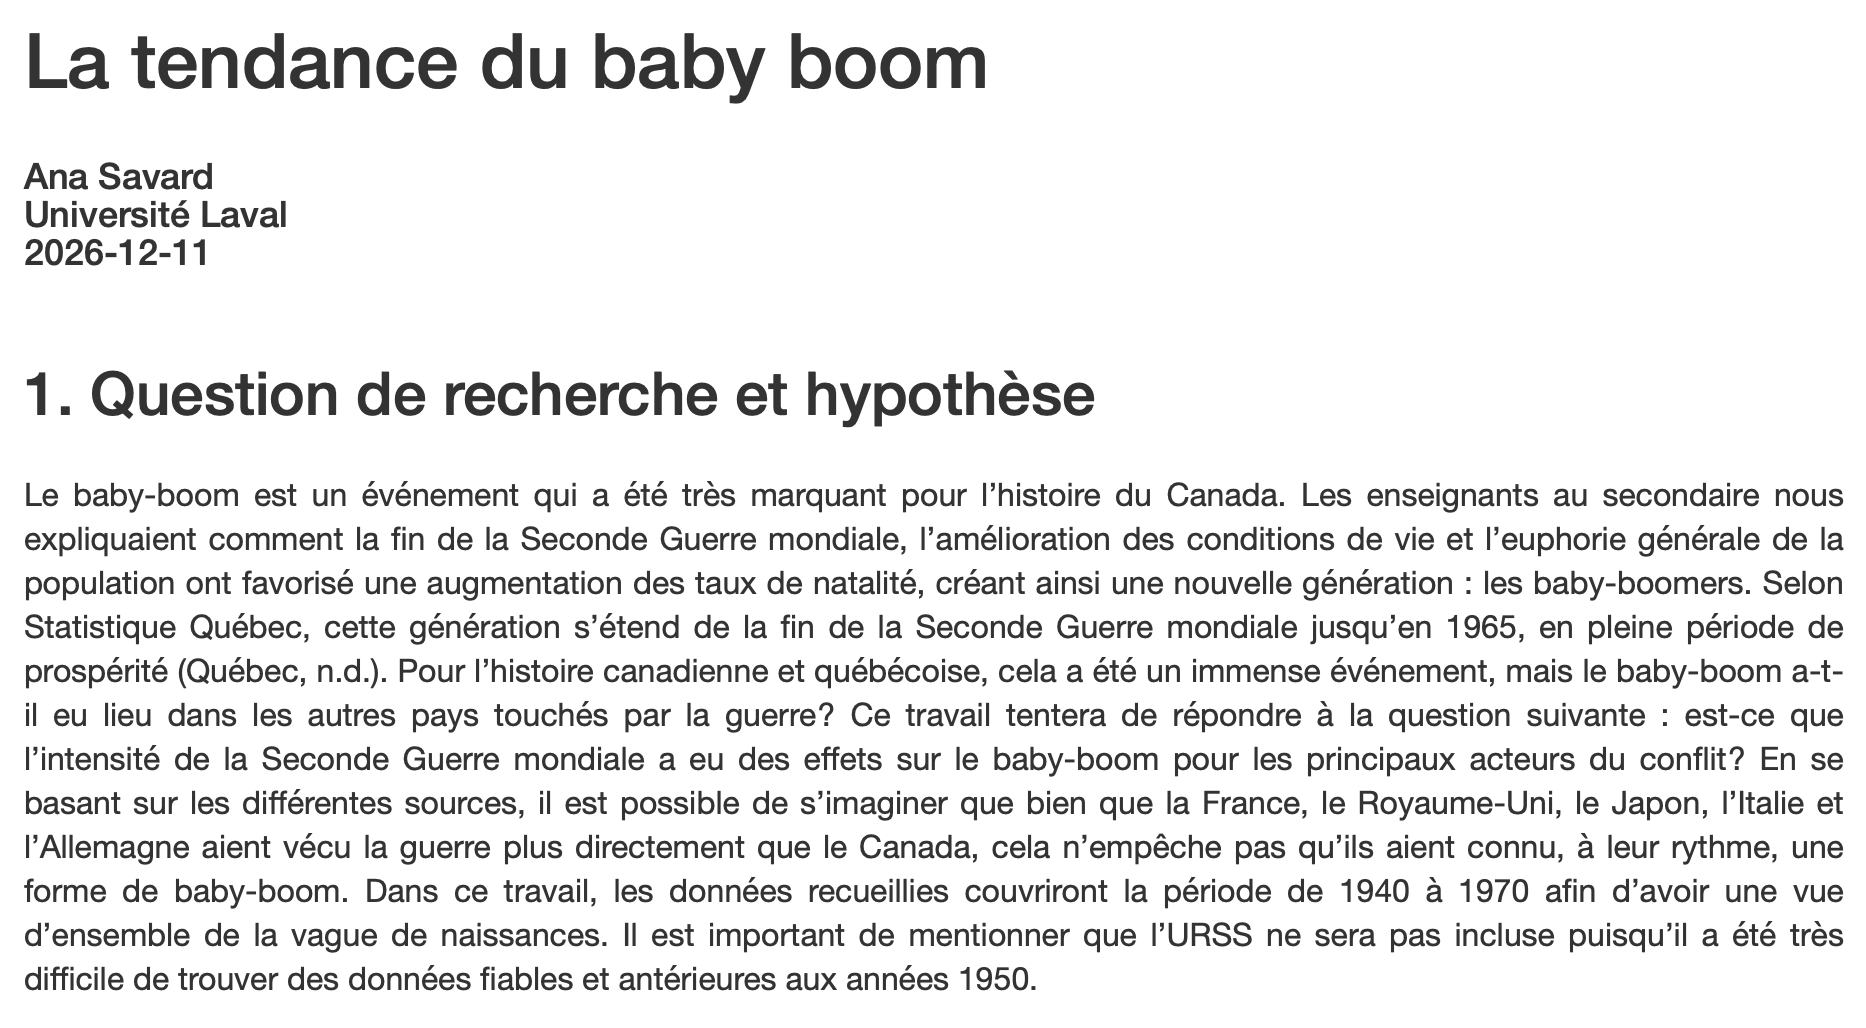 La tendance du baby boom
Ana Savard
Université Laval
2026-12-11
1. Question de recherche et hypothèse
Le baby-boom est un événement qui a été très marquant pour l’histoire du Canada. Les enseignants au secondaire nous
expliquaient comment la fin de la Seconde Guerre mondiale, l’amélioration des conditions de vie et l’euphorie générale de la
population ont favorisé une augmentation des taux de natalité, créant ainsi une nouvelle génération : les baby-boomers. Selon
Statistique Québec, cette génération s’étend de la fin de la Seconde Guerre mondiale jusqu’en 1965, en pleine période de
prospérité (Québec, n.d.). Pour l’histoire canadienne et québécoise, cela a été un immense événement, mais le baby-boom a-t-
il eu lieu dans les autres pays touchés par la guerre? Ce travail tentera de répondre à la question suivante : est-ce que
l’intensité de la Seconde Guerre mondiale a eu des effets sur le baby-boom pour les principaux acteurs du conflit? En se
basant sur les différentes sources, il est possible de s’imaginer que bien que la France, le Royaume-Uni, le Japon, l’Italie et
l’Allemagne aient vécu la guerre plus directement que le Canada, cela n’empêche pas qu’ils aient connu, à leur rythme, une
forme de baby-boom. Dans ce travail, les données recueillies couvriront la période de 1940 à 1970 afin d’avoir une vue
d’ensemble de la vague de naissances. Il est important de mentionner que l’URSS ne sera pas incluse puisqu’il a été très
difficile de trouver des données fiables et antérieures aux années 1950.